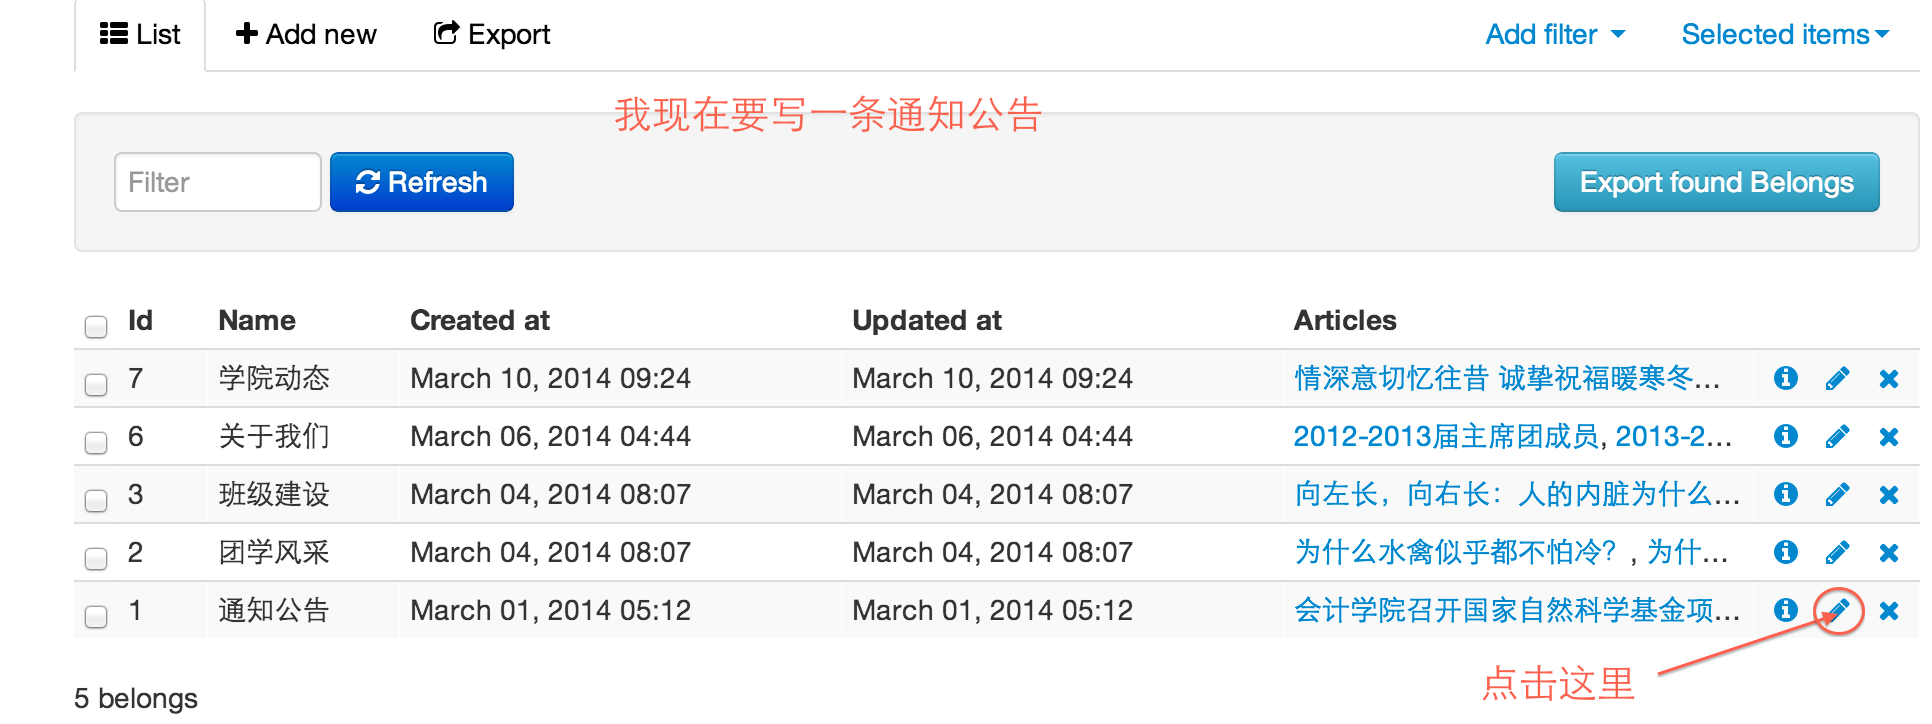 List Add new Export Add filter Selected items
我现在要写一条通知公告
Filter Refresh Export found Belongs
Id Name Created at Updated at Articles
7 学院动态 March 10, 2014 09:24 March 10, 2014 09:24 情深意切忆往昔 诚挚祝福暖寒冬...
6 关于我们 March 06, 2014 04:44 March 06, 2014 04:44 2012-2013届主席团成员, 2013-2...
3 班级建设 March 04, 2014 08:07 March 04, 2014 08:07 向左长，向右长：人的内脏为什么...
2 团学风采 March 04, 2014 08:07 March 04, 2014 08:07 为什么水禽似乎都不怕冷？, 为什...
1 通知公告 March 01, 2014 05:12 March 01, 2014 05:12 会计学院召开国家自然科学基金项...
点击这里
5 belongs